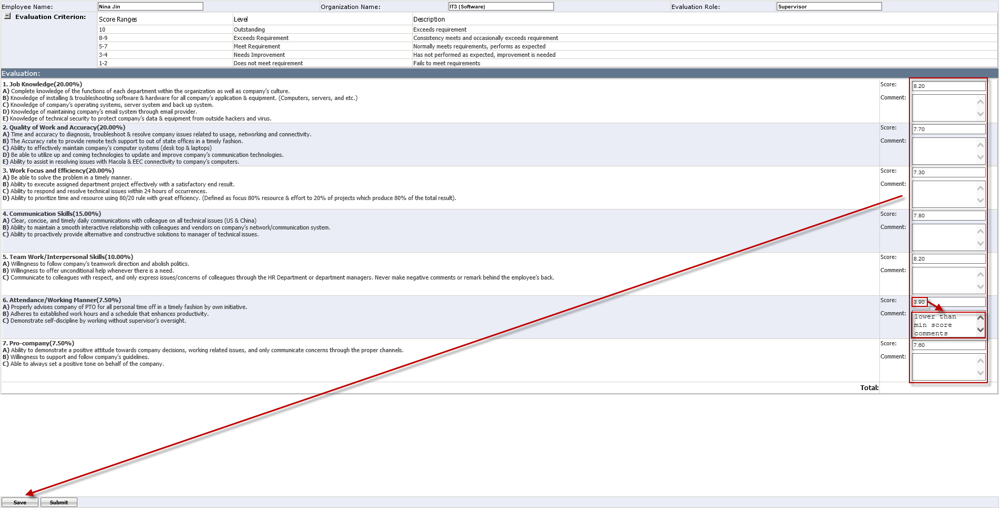 Employee Name: Nina Jin Organization Name: IT3 (Software) Evaluation Role: Supervisor
Evaluation Criterion:
Score Ranges Level Description
10 Outstanding Exceeds requirement
8-9 Exceeds Requirement Consistency meets and occasionally exceeds requirement
5-7 Meet Requirement Normally meets requirements, performs as expected
3-4 Needs Improvement Has not performed as expected, improvement is needed
1-2 Does not meet requirement Fails to meet requirements
Evaluation:
1. Job Knowledge(20.00%)
A) Complete knowledge of the functions of each department within the organization as well as company's culture.
B) Knowledge of installing & troubleshooting software & hardware for all company's application & equipment. (Computers, servers, and etc.)
C) Knowledge of company's operating systems, server system and back up system.
D) Knowledge of maintaining company's email system through email provider.
E) Knowledge of technical security to protect company's data & equipment from outside hackers and virus.
Score: 8.20
Comment:
2. Quality of Work and Accuracy(20.00%)
A) Time and accuracy to diagnosis, troubleshoot & resolve company issues related to usage, networking and connectivity.
B) The Accuracy rate to provide remote tech support to out of state offices in a timely fashion.
C) Ability to effectively maintain company's computer systems (desk top & laptops)
D) Be able to utilize up and coming technologies to update and improve company's communication technologies.
E) Ability to assist in resolving issues with Macola & EEC connectivity to company's computers.
Score: 7.70
Comment:
3. Work Focus and Efficiency(20.00%)
A) Be able to solve the problem in a timely manner.
B) Ability to execute assigned department project effectively with a satisfactory end result.
C) Ability to respond and resolve technical issues within 24 hours of occurrences.
D) Ability to prioritize time and resource using 80/20 rule with great efficiency. (Defined as focus 80% resource & effort to 20% of projects which produce 80% of the total result).
Score: 7.30
Comment:
4. Communication Skills(15.00%)
A) Clear, concise, and timely daily communications with colleague on all technical issues (US & China)
B) Ability to maintain a smooth interactive relationship with colleagues and vendors on company's network/communication system.
C) Ability to proactively provide alternative and constructive solutions to manager of technical issues.
Score: 7.80
Comment:
5. Team Work/Interpersonal Skills(10.00%)
A) Willingness to follow company's teamwork direction and abolish politics.
B) Willingness to offer unconditional help whenever there is a need.
C) Communicate to colleagues with respect, and only express issues/concerns of colleagues through the HR Department or department managers. Never make negative comments or remark behind the employee's back.
Score: 8.20
Comment:
6. Attendance/Working Manner(7.50%)
A) Properly advises company of PTO for all personal time off in a timely fashion by own initiative.
B) Adheres to established work hours and a schedule that enhances productivity.
C) Demonstrate self-discipline by working without supervisor's oversight.
Score: 3.90
Comment: lower than
min score
comments
7. Pro-company(7.50%)
A) Ability to demonstrate a positive attitude towards company decisions, working related issues, and only communicate concerns through the proper channels.
B) Willingness to support and follow company's guidelines.
C) Able to always set a positive tone on behalf of the company.
Score: 7.60
Comment:
Total:
Save Submit